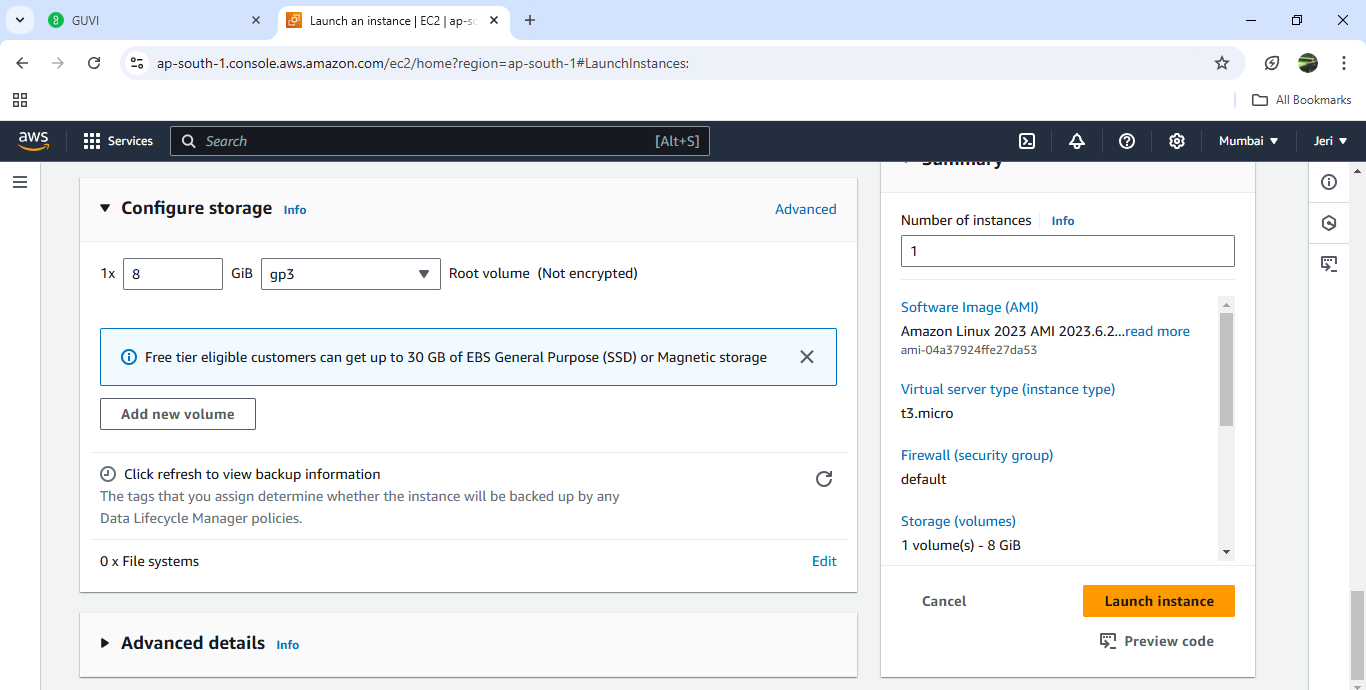 GUVI
Launch an instance | EC2 | ap-so
ap-south-1.console.aws.amazon.com/ec2/home?region=ap-south-1#LaunchInstances:
All Bookmarks
aws
Services
Search
[Alt+S]
Mumbai
Jeri
Configure storage
Info
Advanced
1x
8
GiB
gp3
Root volume (Not encrypted)
Free tier eligible customers can get up to 30 GB of EBS General Purpose (SSD) or Magnetic storage
Add new volume
Click refresh to view backup information
The tags that you assign determine whether the instance will be backed up by any
Data Lifecycle Manager policies.
0 x File systems
Edit
Advanced details
Info
Summary
Number of instances
Info
1
Software Image (AMI)
Amazon Linux 2023 AMI 2023.6.2...read more
ami-04a37924ffe27da53
Virtual server type (instance type)
t3.micro
Firewall (security group)
default
Storage (volumes)
1 volume(s) - 8 GiB
Cancel
Launch instance
Preview code